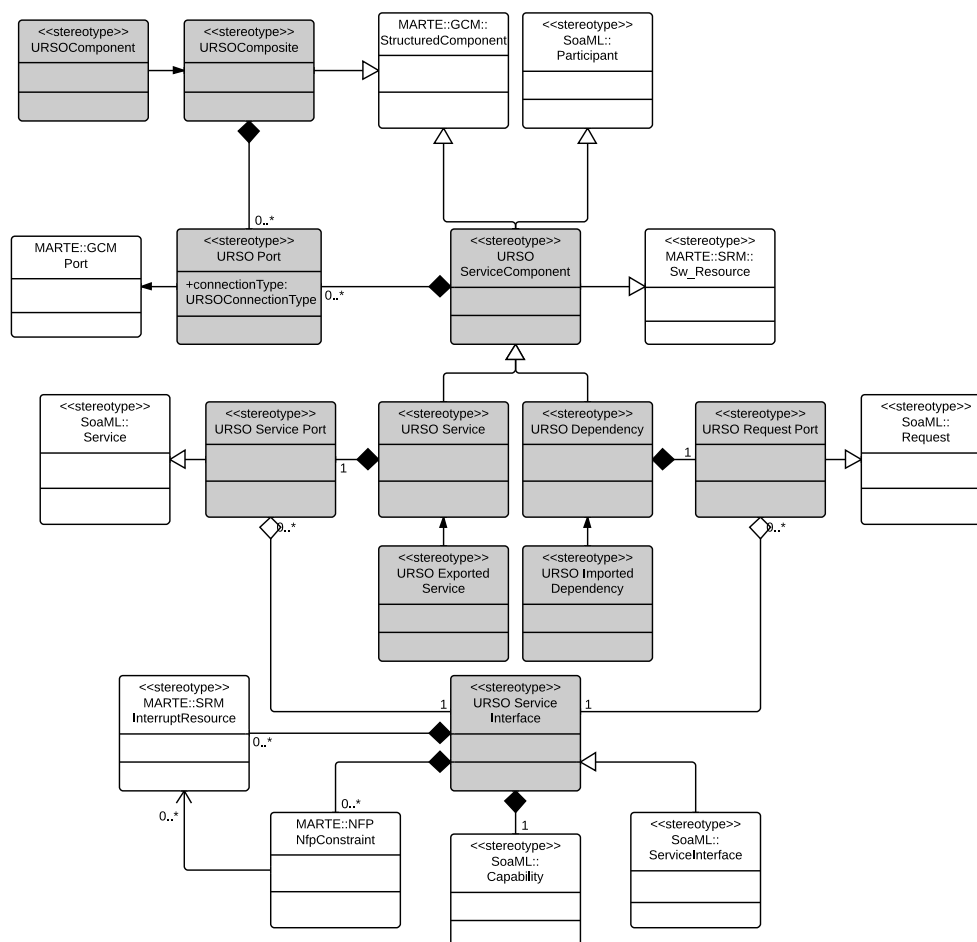 <<stereotype>>
URSOComponent
<<stereotype>>
URSOComposite
<<stereotype>>
MARTE::GCM::
StructuredComponent
<<stereotype>>
SoaML::
Participant
0..*
MARTE::GCM
Port
<<stereotype>>
URSO Port
+connectionType:
URSOConnectionType
0..*
<<stereotype>>
URSO
ServiceComponent
<<stereotype>>
MARTE::SRM::
Sw_Resource
<<stereotype>>
SoaML::
Service
<<stereotype>>
URSO Service Port
1
<<stereotype>>
URSO Service
<<stereotype>>
URSO Dependency
1
<<stereotype>>
URSO Request Port
<<stereotype>>
SoaML::
Request
0..*
0..*
<<stereotype>>
URSO Exported
Service
<<stereotype>>
URSO Imported
Dependency
<<stereotype>>
MARTE::SRM
InterruptResource
1
<<stereotype>>
URSO Service
Interface
1
0..*
0..*
0..*
MARTE::NFP
NfpConstraint
1
<<stereotype>>
SoaML::
Capability
<<stereotype>>
SoaML::
ServiceInterface